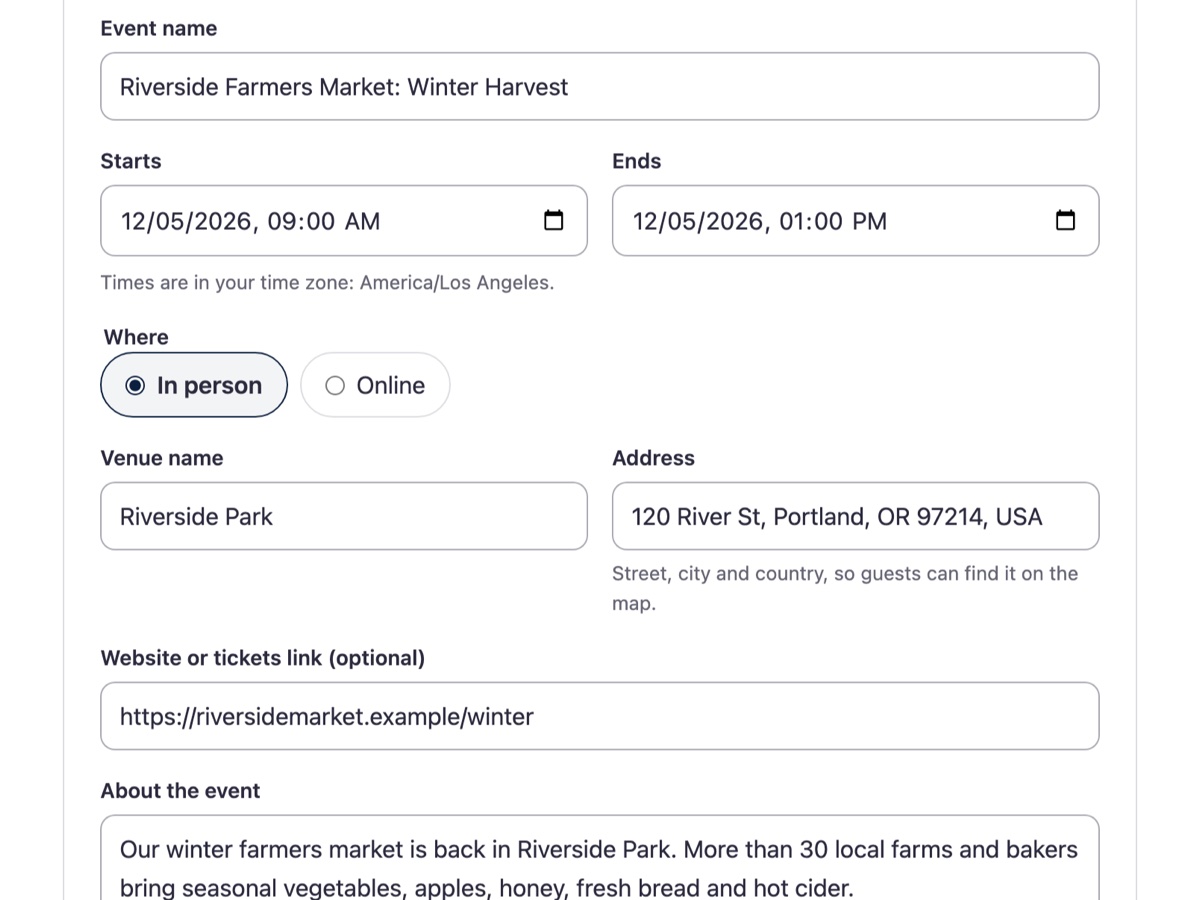 Event name
Riverside Farmers Market: Winter Harvest
Starts
Ends
12/05/2026, 09:00 AM
12/05/2026, 01:00 PM
Times are in your time zone: America/Los Angeles.
Where
In person
Online
Venue name
Address
Riverside Park
120 River St, Portland, OR 97214, USA
Street, city and country, so guests can find it on the
map.
Website or tickets link (optional)
https://riversidemarket.example/winter
About the event
Our winter farmers market is back in Riverside Park. More than 30 local farms and bakers
bring seasonal vegetables, apples, honey, fresh bread and hot cider.